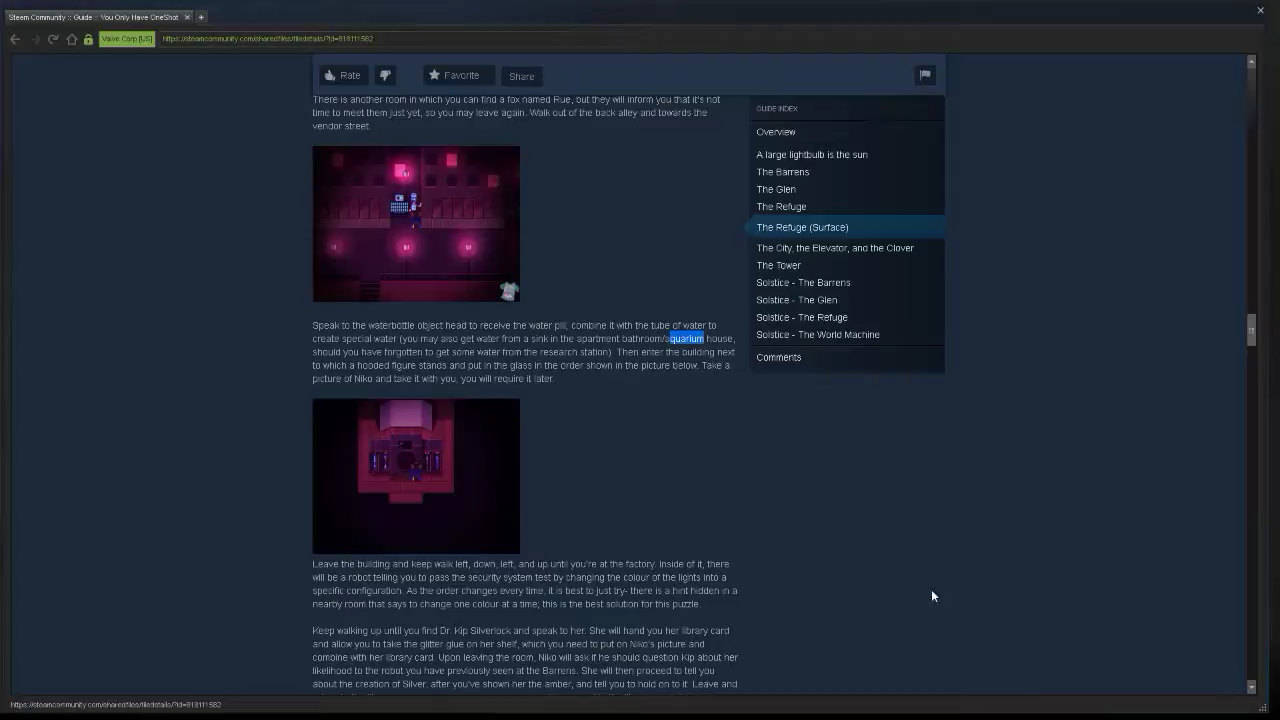 Steam Community :: Guide :: You Only Have OneShot
Valve Corp [US]
https://steamcommunity.com/sharedfiles/filedetails/?id=818111582
Rate
Favorite
Share
There is another room in which you can find a fox named Rue, but they will inform you that it's not
time to meet them just yet, so you may leave again. Walk out of the back alley and towards the
vendor street.
GUIDE INDEX
Overview
A large lightbulb is the sun
The Barrens
The Glen
The Refuge
The Refuge (Surface)
The City, the Elevator, and the Clover
The Tower
Solstice - The Barrens
Solstice - The Glen
Solstice - The Refuge
Solstice - The World Machine
Comments
Speak to the waterbottle object head to receive the water pill, combine it with the tube of water to
create special water (you may also get water from a sink in the apartment bathroom/aquarium house,
should you have forgotten to get some water from the research station). Then enter the building next
to which a hooded figure stands and put in the glass in the order shown in the picture below. Take a
picture of Niko and take it with you, you will require it later.
Leave the building and keep walk left, down, left, and up until you're at the factory. Inside of it, there
will be a robot telling you to pass the security system test by changing the colour of the lights into a
specific configuration. As the order changes every time, it is best to just try- there is a hint hidden in a
nearby room that says to change one colour at a time; this is the best solution for this puzzle.
Keep walking up until you find Dr. Kip Silverlock and speak to her. She will hand you her library card
and allow you to take the glitter glue on her shelf, which you need to put on Niko's picture and
combine with her library card. Upon leaving the room, Niko will ask if he should question Kip about her
likelihood to the robot you have previously seen at the Barrens. She will then proceed to tell you
about the creation of Silver, after you've shown her the amber, and tell you to hold on to it. Leave and
https://steamcommunity.com/sharedfiles/filedetails/?id=818111582